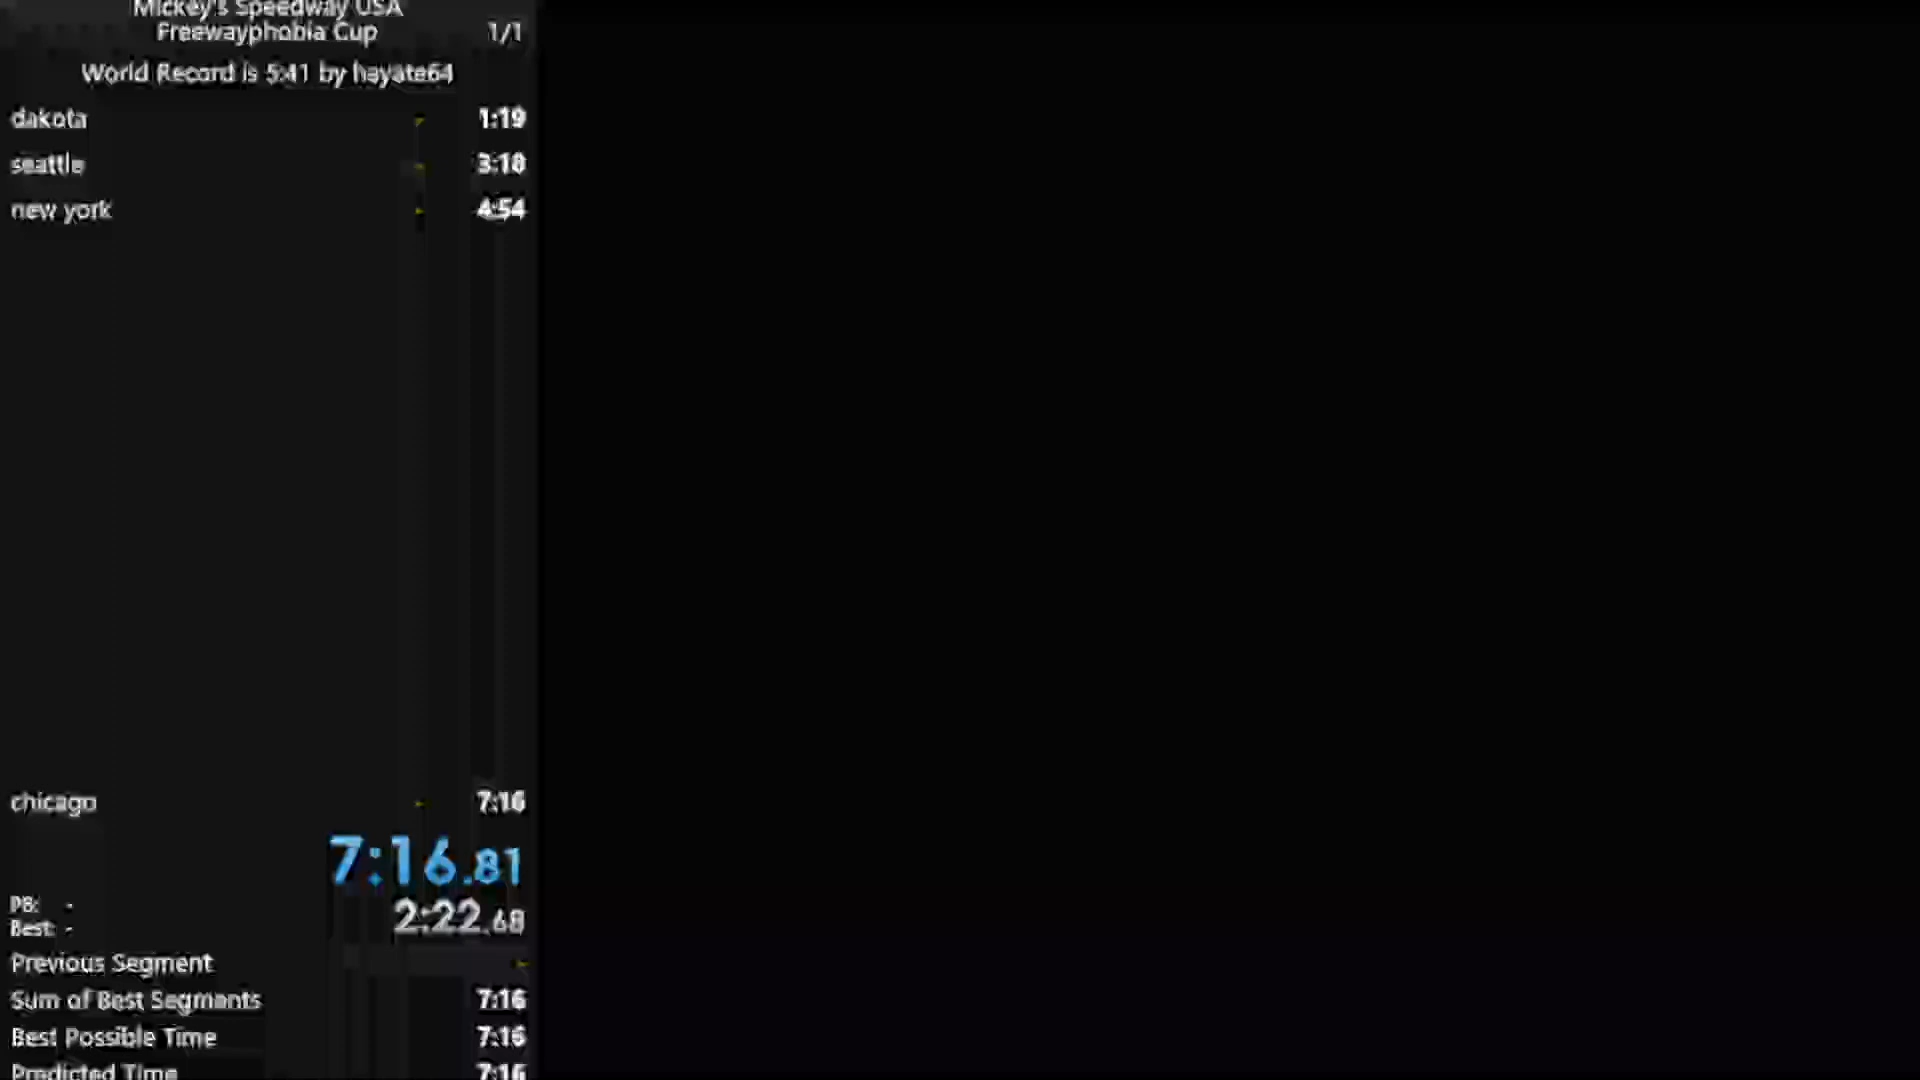 Mickey's Speedway USA
Freewayphobia Cup 1/1
World Record is 5:41 by hayate64
dakota - 1:19
seattle - 3:18
new york - 4:54
chicago - 7:16
7:16.81
PB: -
Best: -
2:22.68
Previous Segment -
Sum of Best Segments 7:16
Best Possible Time 7:16
Predicted Time 7:16